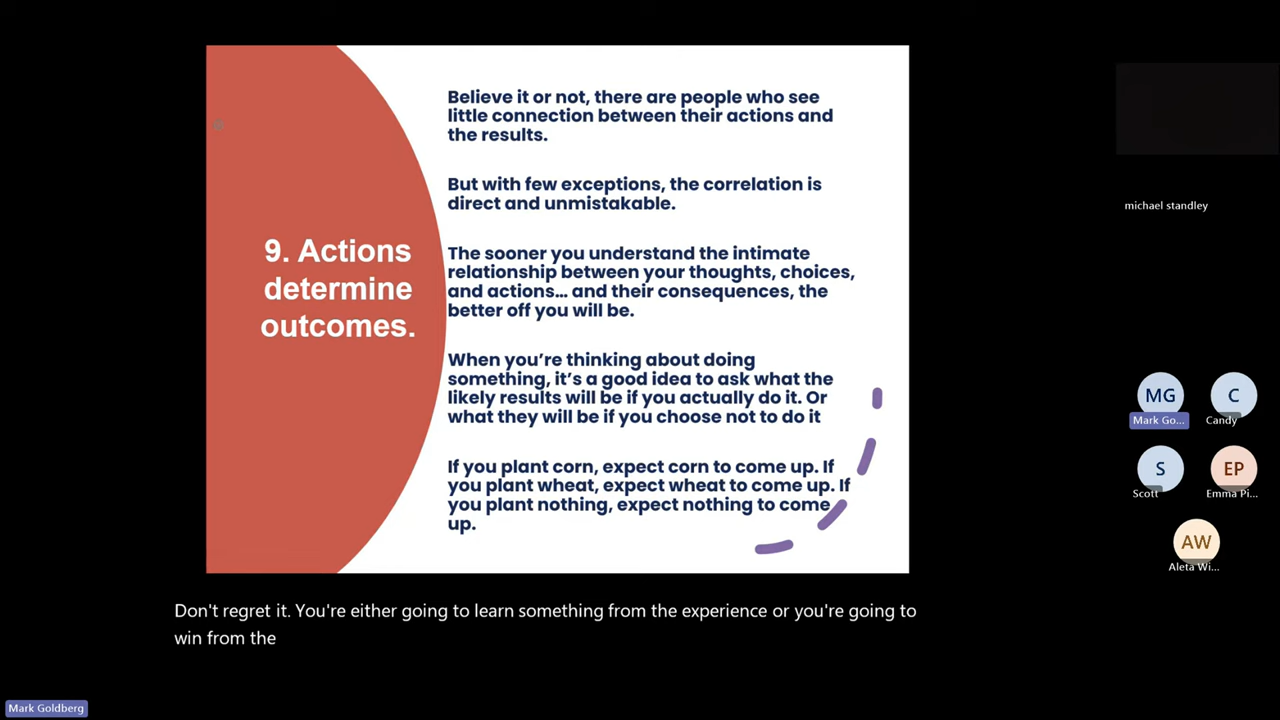 9. Actions
determine
outcomes.
Believe it or not, there are people who see
little connection between their actions and
the results.
But with few exceptions, the correlation is
direct and unmistakable.
The sooner you understand the intimate
relationship between your thoughts, choices,
and actions... and their consequences, the
better off you will be.
When you're thinking about doing
something, it's a good idea to ask what the
likely results will be if you actually do it. Or
what they will be if you choose not to do it
If you plant corn, expect corn to come up. If
you plant wheat, expect wheat to come up. If
you plant nothing, expect nothing to come
up.
Don't regret it. You're either going to learn something from the experience or you're going to
win from the
Mark Goldberg
michael standley
MG
Mark Go...
C
Candy
S
Scott
EP
Emma Pi...
AW
Aleta Wi...